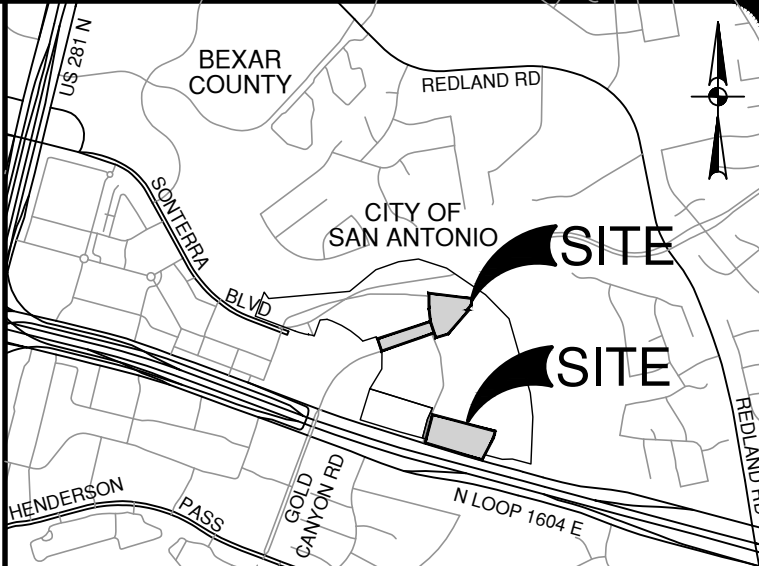 US 281 N
BEXAR
COUNTY
REDLAND RD
SONTERRA
BLVD
CITY OF
SAN ANTONIO
SITE
SITE
REDLAND RD
HENDERSON
PASS
GOLD
CANYON RD
N LOOP 1604 E